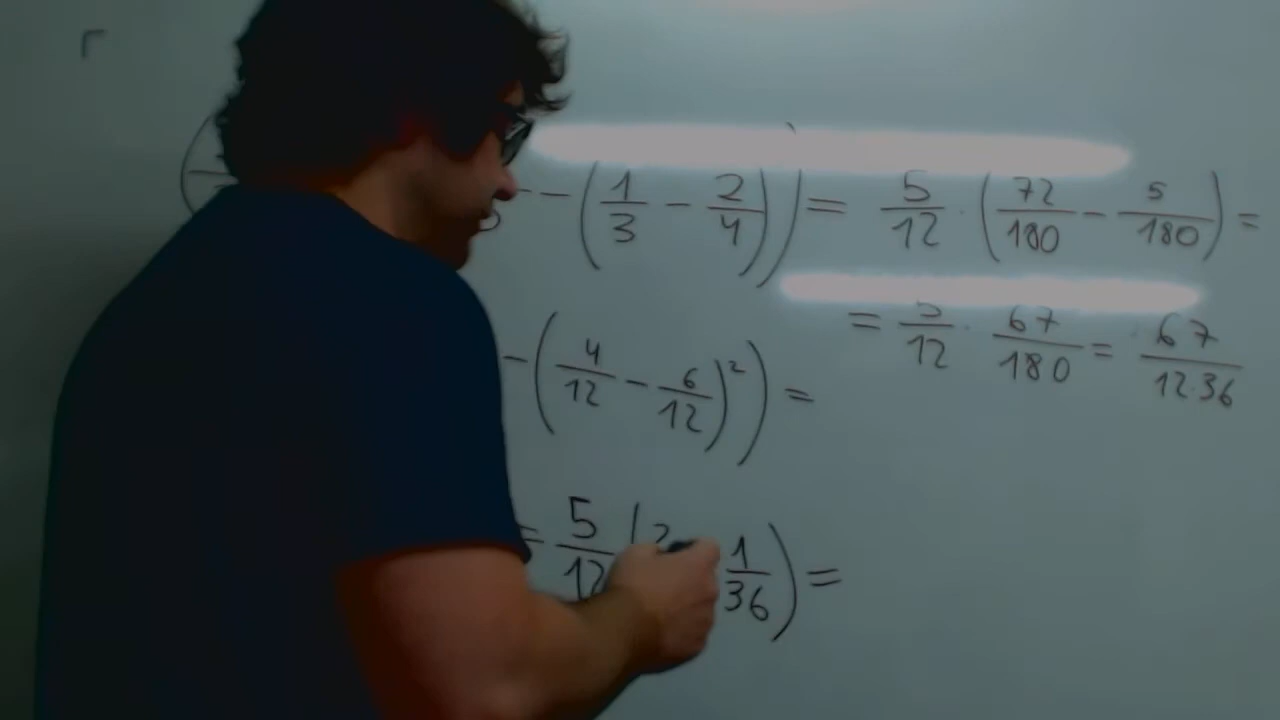 - ( 1/3 - 2/4 ) ) = 5/12 · ( 72/180 - 5/180 ) =
= 5/12 · 67/180 = 67/12·36
- ( 4/12 - 6/12 )² ) =
= 5/12 ( 2 1/36 ) =